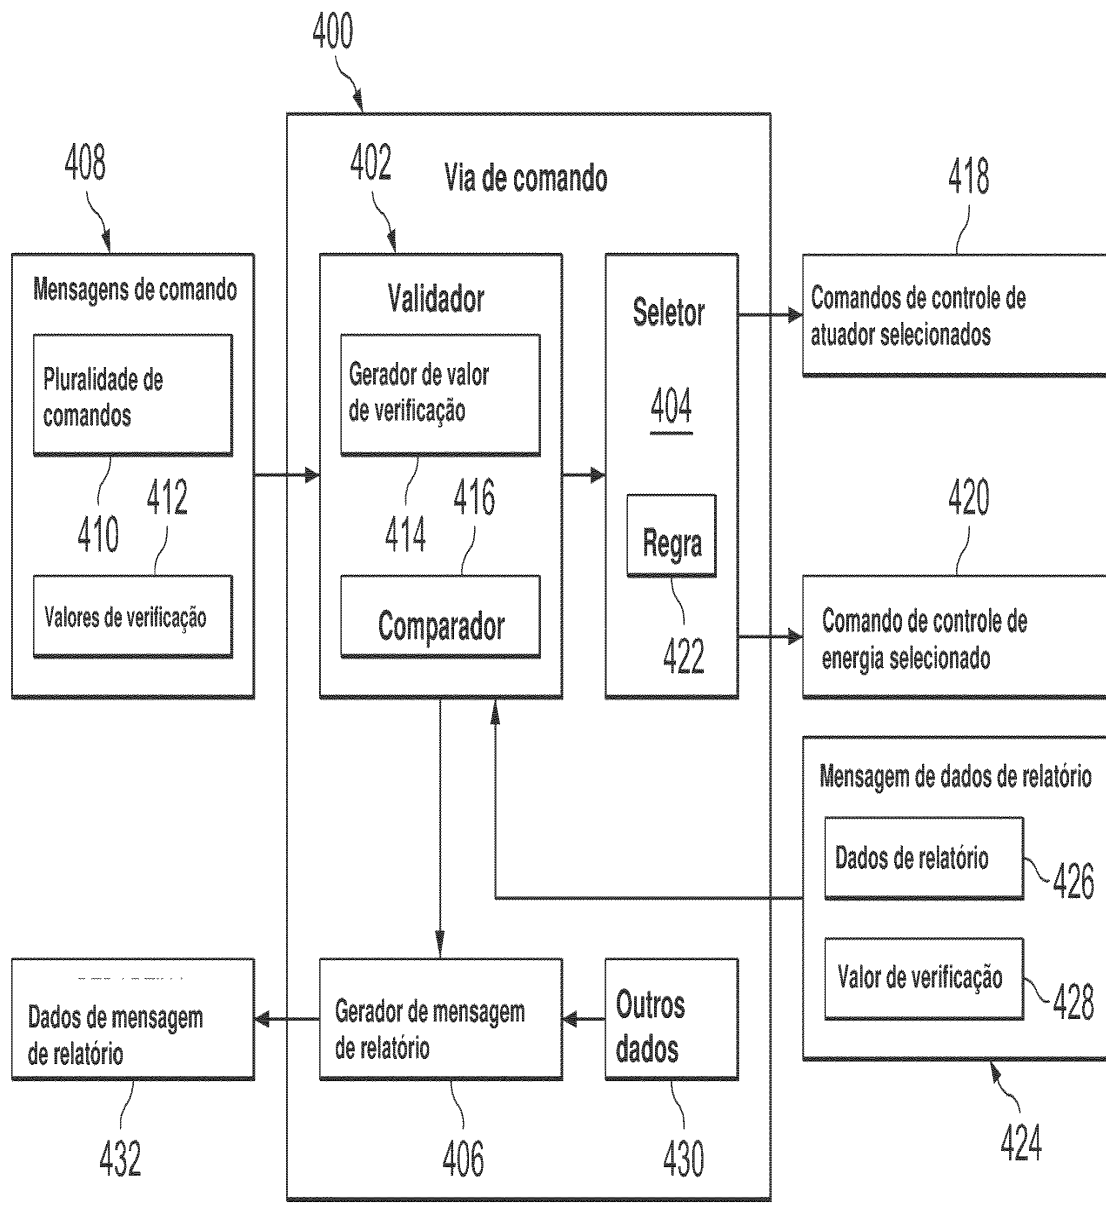 400
Via de comando
408
Mensagens de comando
Pluralidade de
comandos
410
412
Valores de verificação
402
Validador
Gerador de valor
de verificação
414
416
Comparador
Seletor
404
Regra
422
418
Comandos de controle de
atuador selecionados
420
Comando de controle de
energia selecionado
Mensagem de dados de relatório
Dados de relatório
426
Valor de verificação
428
424
Dados de mensagem
de relatório
432
Gerador de mensagem
de relatório
406
Outros
dados
430